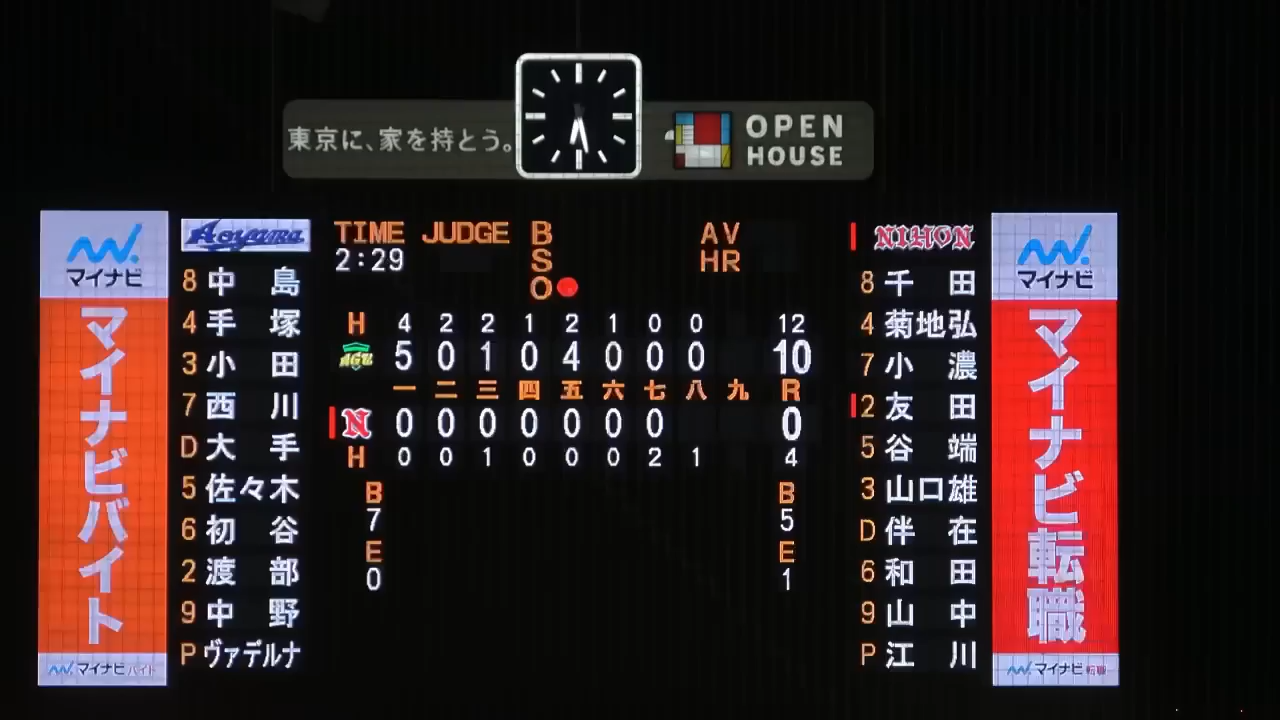 東京に、家を持とう。
OPEN
HOUSE
マイナビ
マイナビバイト
マイナビバイト
Aoyama
8 中島
4 手塚
3 小田
7 西川
D 大手
5 佐々木
6 初谷
2 渡部
9 中野
P ヴァデルナ
TIME JUDGE B AV
2:29 S HR
O
H 4 2 2 1 2 1 0 0 12
AGU 5 0 1 0 4 0 0 0 10
一 二 三 四 五 六 七 八 九 R
N 0 0 0 0 0 0 0 0
H 0 0 1 0 0 0 2 1 4
B B
7 5
E E
0 1
NIHON
8 千田
4 菊地弘
7 小濃
2 友田
5 谷端
3 山口雄
D 伴在
6 和田
9 山中
P 江川
マイナビ
マイナビ転職
マイナビ転職